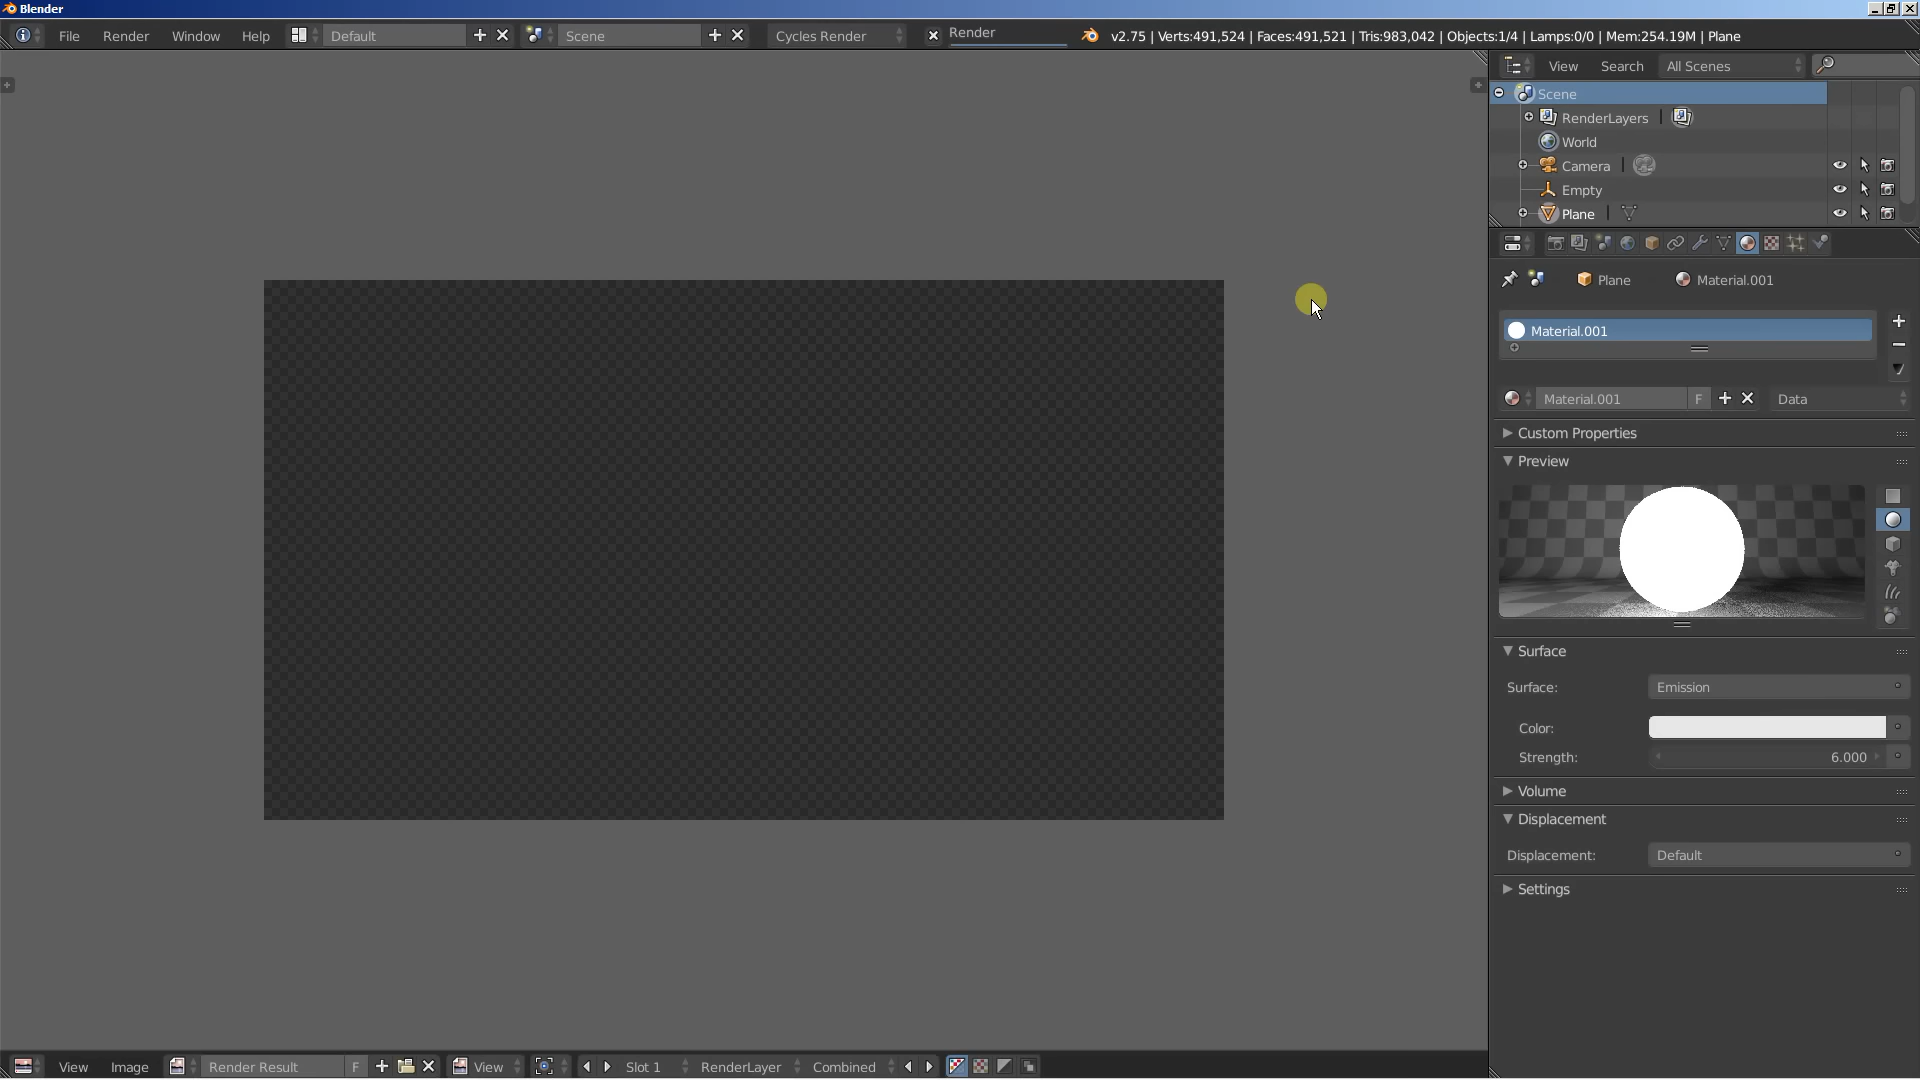 Blender
File Render Window Help Default Scene Cycles Render Render v2.75 | Verts:491,524 | Faces:491,521 | Tris:983,042 | Objects:1/4 | Lamps:0/0 | Mem:254.19M | Plane
View Search All Scenes
Scene
RenderLayers
World
Camera
Empty
Plane
Plane Material.001
Material.001
Material.001 F Data
Custom Properties
Preview
Surface
Surface: Emission
Color:
Strength: 6.000
Volume
Displacement
Displacement: Default
Settings
View Image Render Result F View Slot 1 RenderLayer Combined